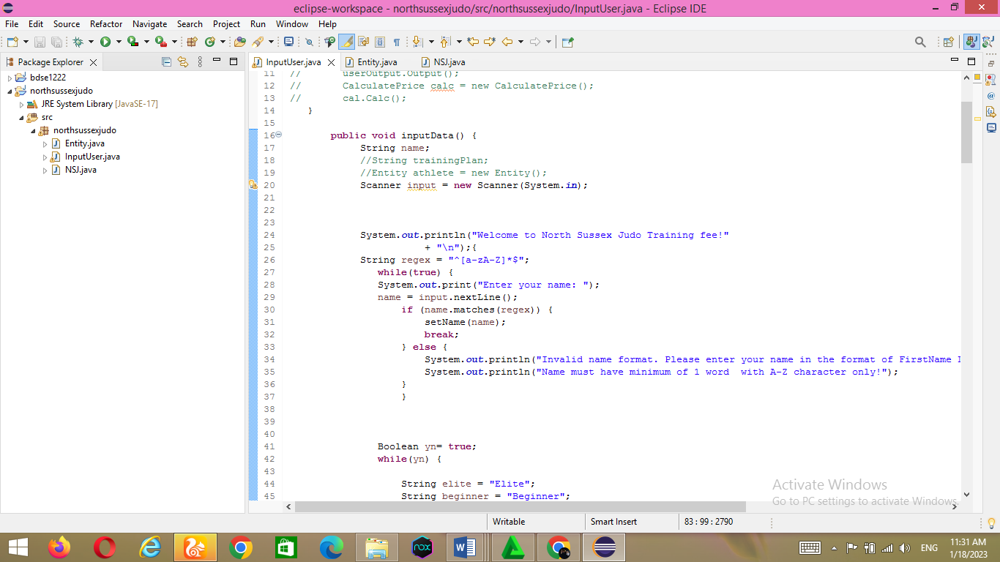 eclipse-workspace - northsussexjudo/src/northsussexjudo/InputUser.java - Eclipse IDE
File Edit Source Refactor Navigate Search Project Run Window Help
Package Explorer
InputUser.java
Entity.java
NSJ.java
bdse1222
northsussexjudo
JRE System Library [JavaSE-17]
src
northsussexjudo
Entity.java
InputUser.java
NSJ.java
11 // userOutput.Output();
12 // CalculatePrice calc = new CalculatePrice();
13 // cal.Calc();
14 }
15
16 public void inputData() {
17 String name;
18 //String trainingPlan;
19 //Entity athlete = new Entity();
20 Scanner input = new Scanner(System.in);
21
22
23
24 System.out.println("Welcome to North Sussex Judo Training fee!"
25 + "\n");{
26 String regex = "^[a-zA-Z]*$";
27 while(true) {
28 System.out.print("Enter your name: ");
29 name = input.nextLine();
30 if (name.matches(regex)) {
31 setName(name);
32 break;
33 } else {
34 System.out.println("Invalid name format. Please enter your name in the format of FirstName
35 System.out.println("Name must have minimum of 1 word  with A-Z character only!");
36 }
37 }
38
39
40
41 Boolean yn= true;
42 while(yn) {
43
44 String elite = "Elite";
45 String beginner = "Beginner";
Activate Windows
Go to PC settings to activate Windows.
Writable
Smart Insert
83 : 99 : 2790
nox
W
ENG
11:31 AM
1/18/2023